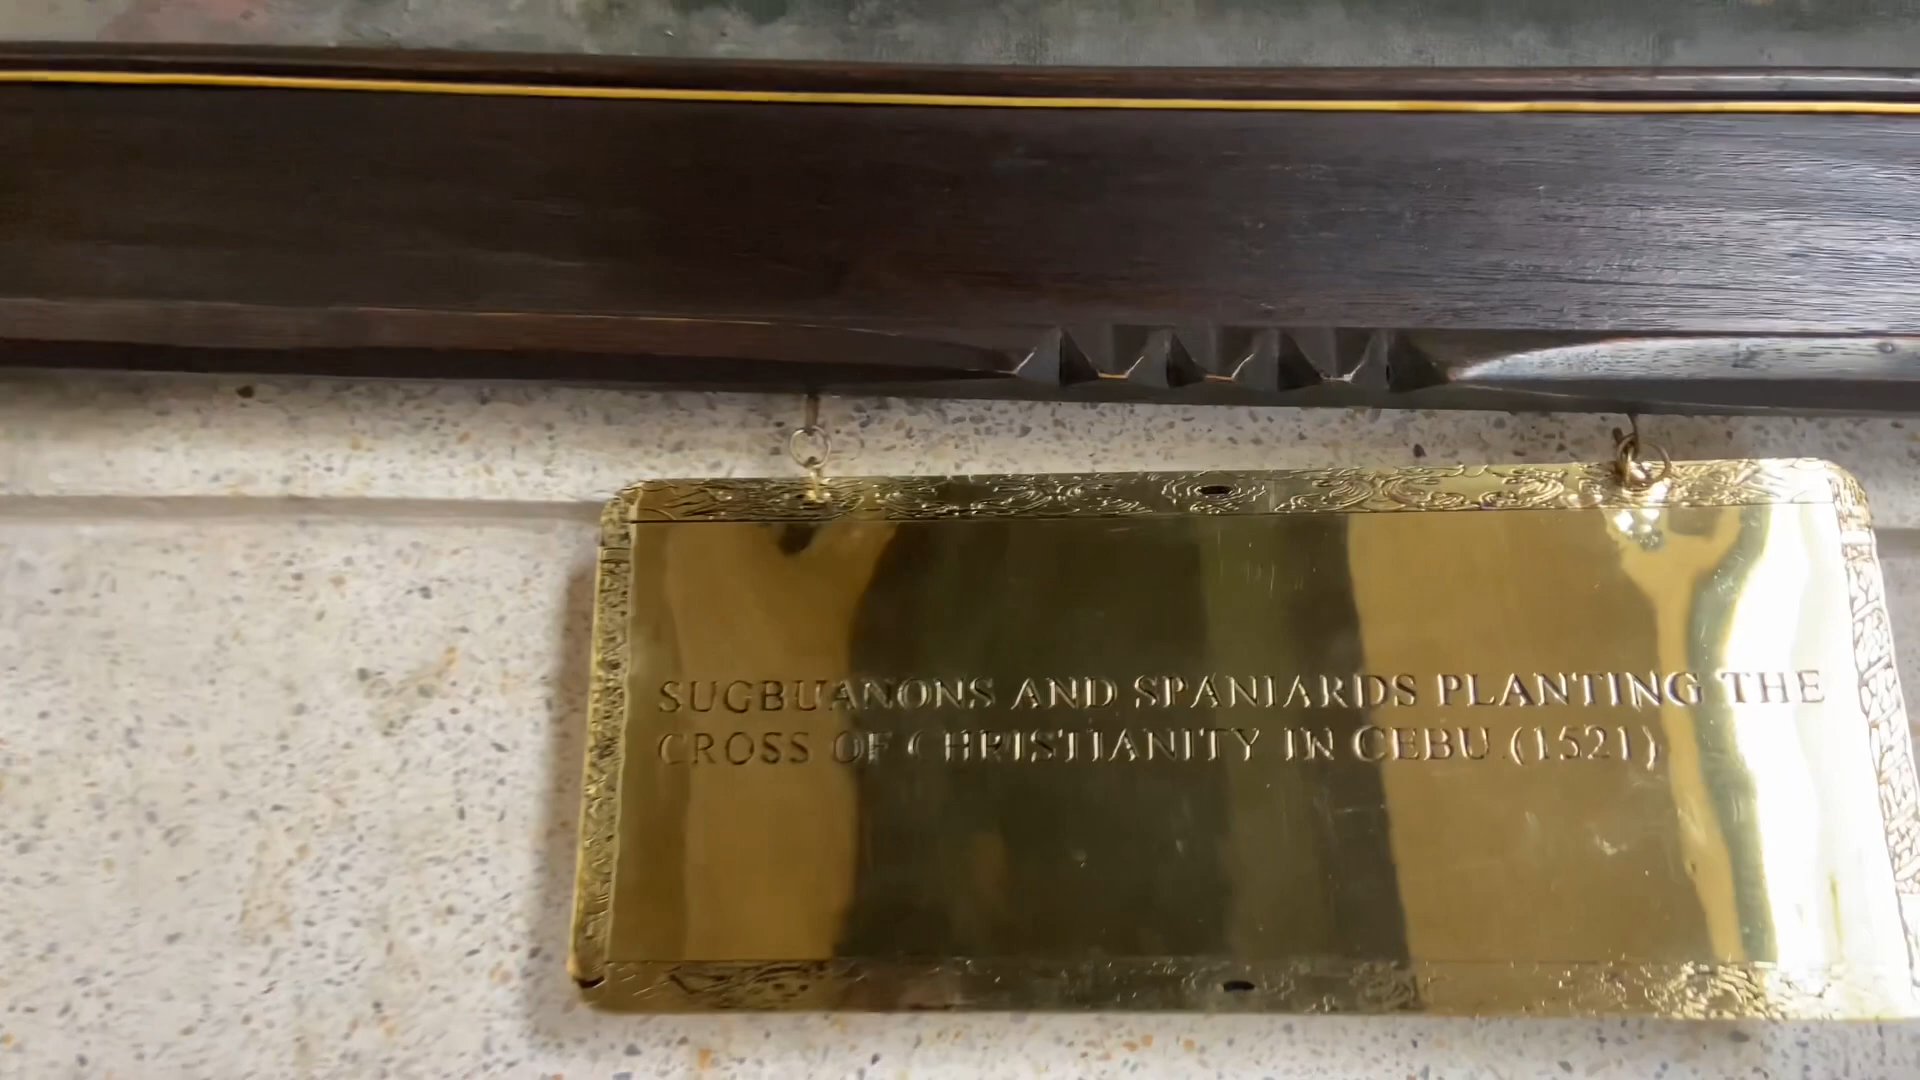 SUGBUANONS AND SPANIARDS PLANTING THE
CROSS OF CHRISTIANITY IN CEBU (1521)